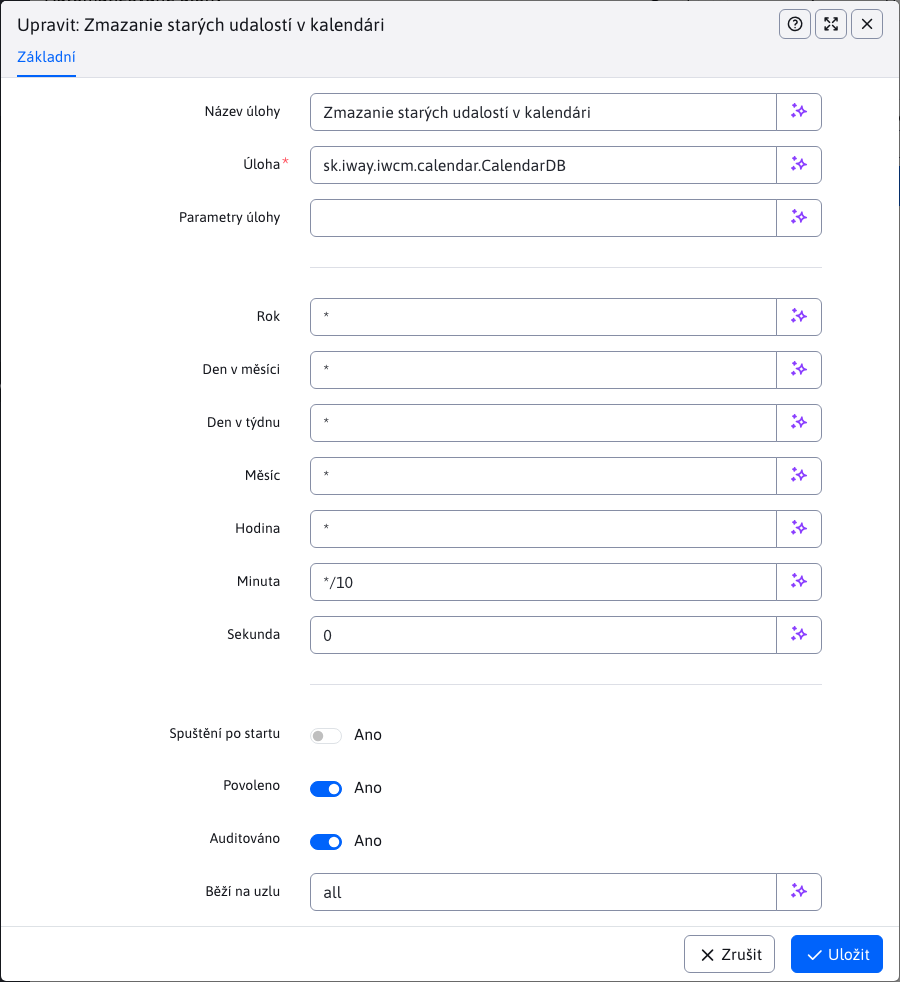 Upravit: Zmazanie starých udalostí v kalendári
Základní
Název úlohy Zmazanie starých udalostí v kalendári
Úloha* sk.iway.iwcm.calendar.CalendarDB
Parametry úlohy
Rok *
Den v měsíci *
Den v týdnu *
Měsíc *
Hodina *
Minuta */10
Sekunda 0
Spuštění po startu Ano
Povoleno Ano
Auditováno Ano
Běží na uzlu all
Zrušit Uložit